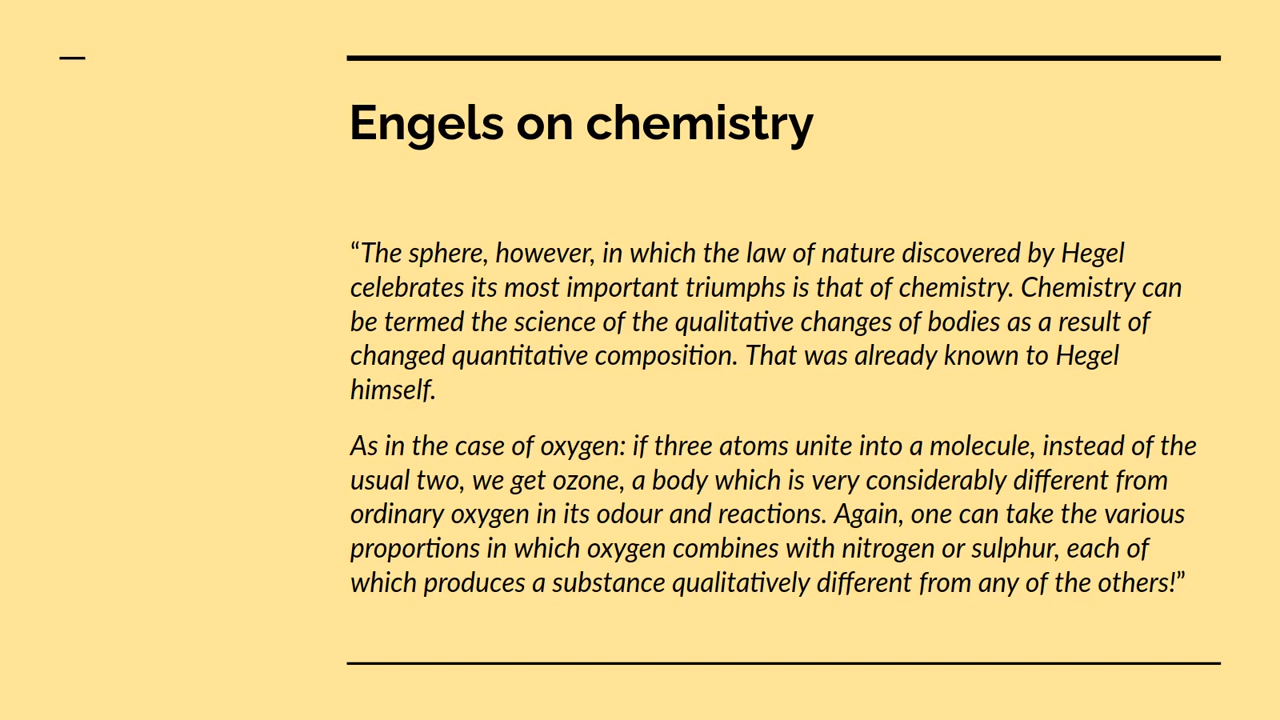 Engels on chemistry
“The sphere, however, in which the law of nature discovered by Hegel
celebrates its most important triumphs is that of chemistry. Chemistry can
be termed the science of the qualitative changes of bodies as a result of
changed quantitative composition. That was already known to Hegel
himself.
As in the case of oxygen: if three atoms unite into a molecule, instead of the
usual two, we get ozone, a body which is very considerably different from
ordinary oxygen in its odour and reactions. Again, one can take the various
proportions in which oxygen combines with nitrogen or sulphur, each of
which produces a substance qualitatively different from any of the others!”